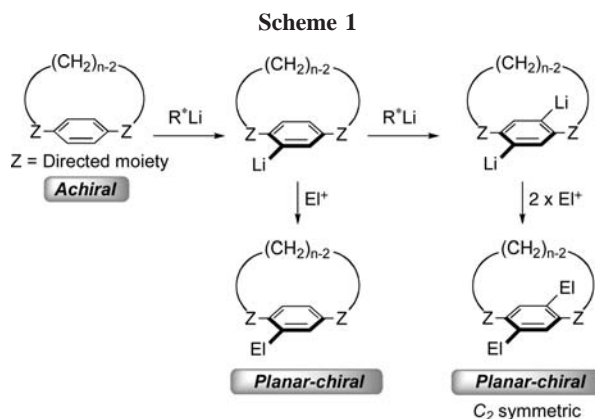 Scheme 1
(CH2)n-2 (CH2)n-2 (CH2)n-2
Li
Z Z R*Li Z Z R*Li Z Z
Z = Directed moiety Li Li
Achiral El+ 2 x El+
(CH2)n-2 (CH2)n-2
El
Z Z Z Z
El El
Planar-chiral Planar-chiral
C2 symmetric